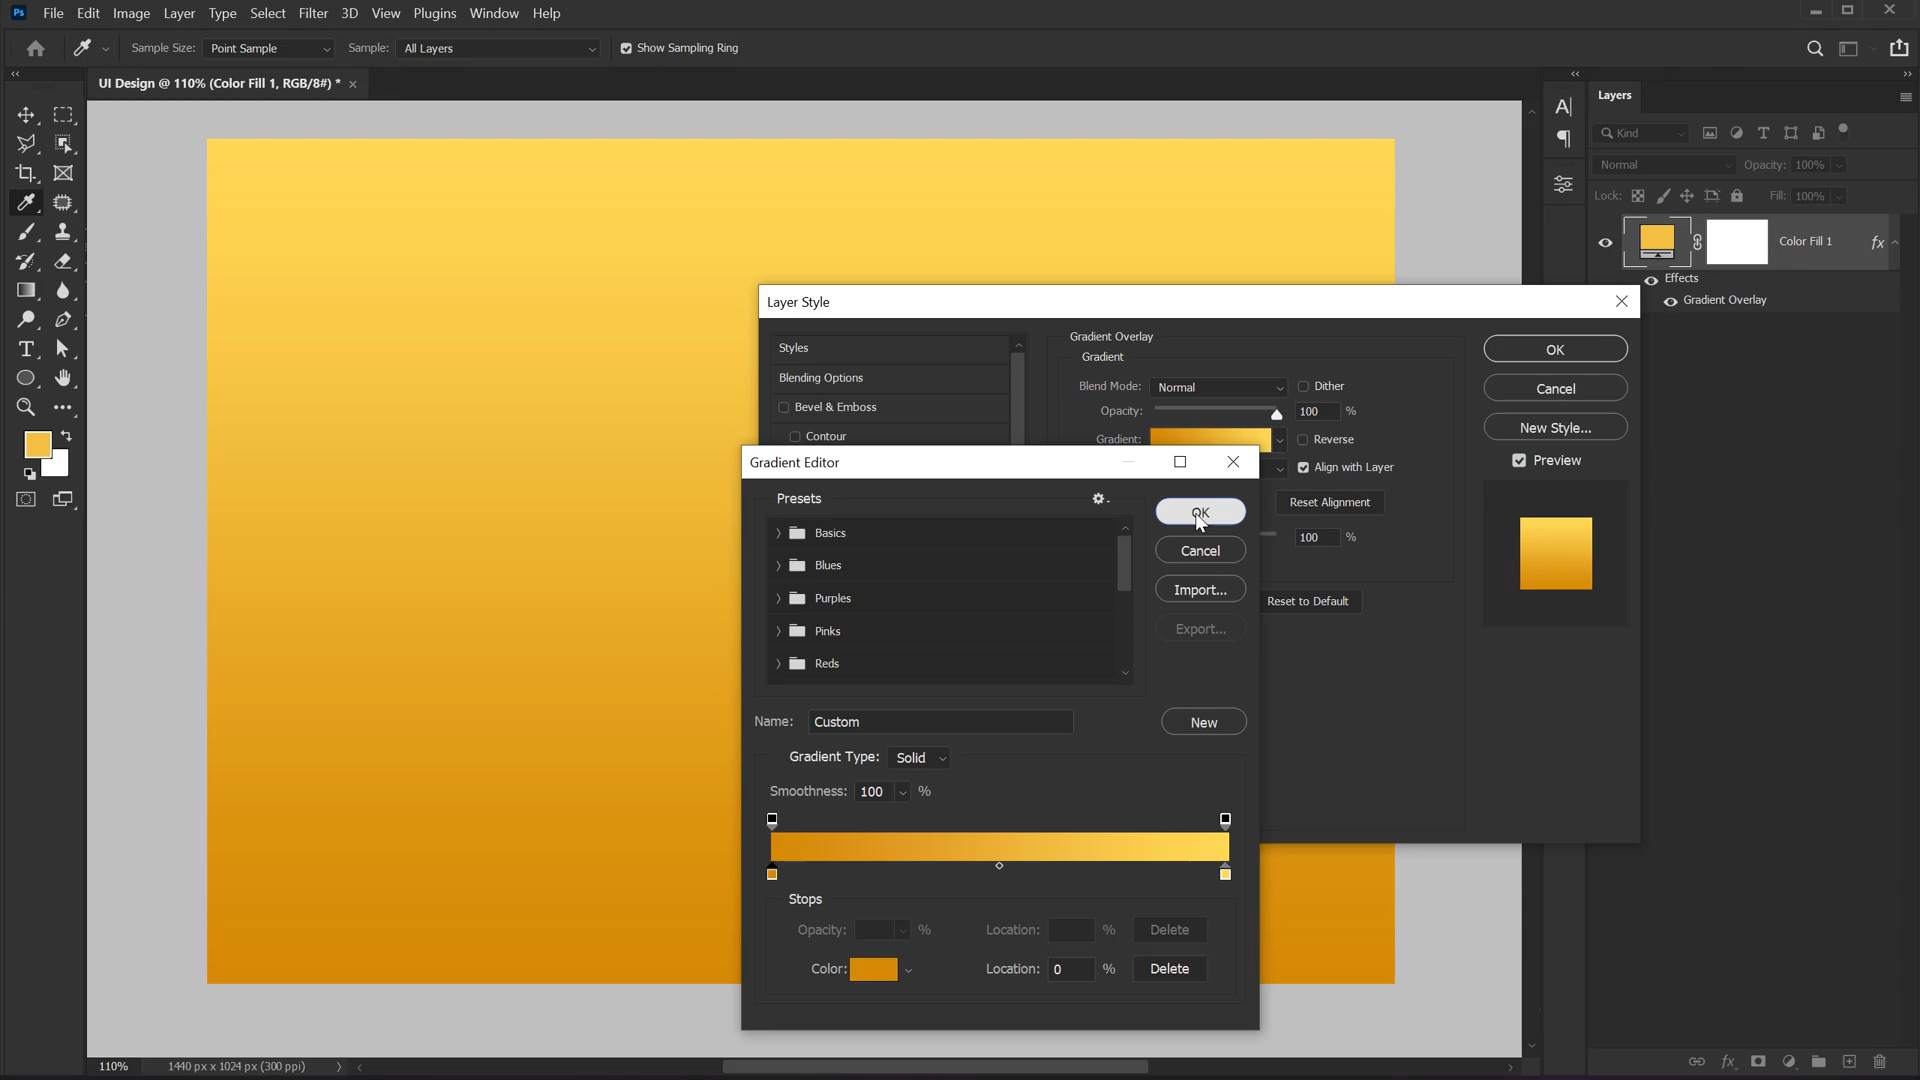 Ps File Edit Image Layer Type Select Filter 3D View Plugins Window Help
Sample Size: Point Sample Sample: All Layers Show Sampling Ring
UI Design @ 110% (Color Fill 1, RGB/8#) *
Layers
Kind
Normal Opacity: 100%
Lock: Fill: 100%
Color Fill 1 fx
Effects
Gradient Overlay
Layer Style
Styles
Blending Options
Bevel & Emboss
Contour
Gradient Overlay
Gradient
Blend Mode: Normal Dither
Opacity: 100 %
Gradient: Reverse
Align with Layer
Reset Alignment
100 %
Reset to Default
OK
Cancel
New Style...
Preview
Gradient Editor
Presets
Basics
Blues
Purples
Pinks
Reds
OK
Cancel
Import...
Export...
Name: Custom New
Gradient Type: Solid
Smoothness: 100 %
Stops
Opacity: % Location: % Delete
Color: Location: 0 % Delete
110% 1440 px x 1024 px (300 ppi)
fx